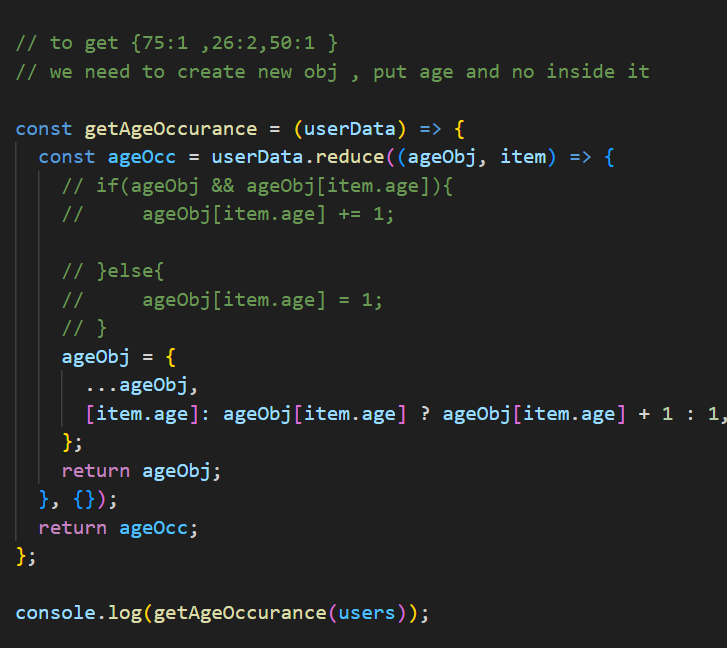 // to get {75:1 ,26:2,50:1 }
// we need to create new obj , put age and no inside it
const getAgeOccurance = (userData) => {
const ageOcc = userData.reduce((ageObj, item) => {
// if(ageObj && ageObj[item.age]){
//     ageObj[item.age] += 1;
// }else{
//     ageObj[item.age] = 1;
// }
ageObj = {
...ageObj,
[item.age]: ageObj[item.age] ? ageObj[item.age] + 1 : 1,
};
return ageObj;
}, {});
return ageOcc;
};
console.log(getAgeOccurance(users));